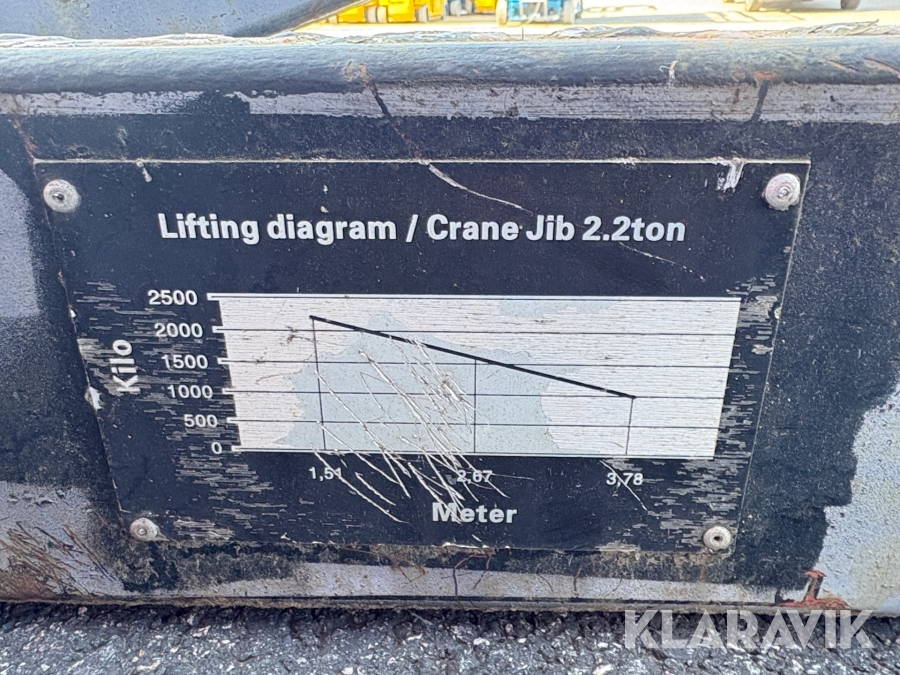 Lifting diagram / Crane Jib 2.2ton
2500
2000
1500
1000
500
0
Kilo
1,51 2,67 3,78
Meter
KLARAVIK